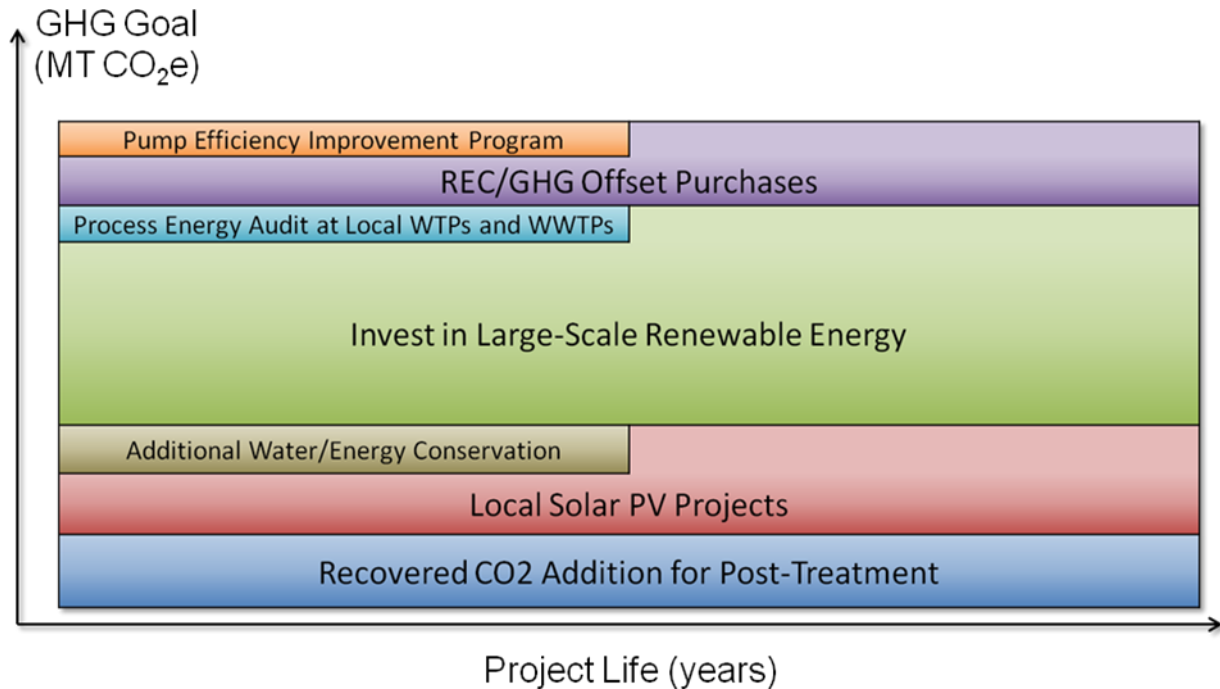 GHG Goal
(MT CO₂e)
Pump Efficiency Improvement Program
REC/GHG Offset Purchases
Process Energy Audit at Local WTPs and WWTPs
Invest in Large-Scale Renewable Energy
Additional Water/Energy Conservation
Local Solar PV Projects
Recovered CO2 Addition for Post-Treatment
Project Life (years)